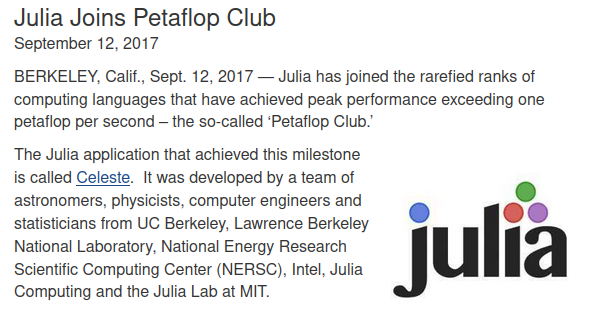 Julia Joins Petaflop Club
September 12, 2017
BERKELEY, Calif., Sept. 12, 2017 — Julia has joined the rarefied ranks of
computing languages that have achieved peak performance exceeding one
petaflop per second – the so-called ‘Petaflop Club.’
The Julia application that achieved this milestone
is called Celeste.  It was developed by a team of
astronomers, physicists, computer engineers and
statisticians from UC Berkeley, Lawrence Berkeley
National Laboratory, National Energy Research
Scientific Computing Center (NERSC), Intel, Julia
Computing and the Julia Lab at MIT.
julia